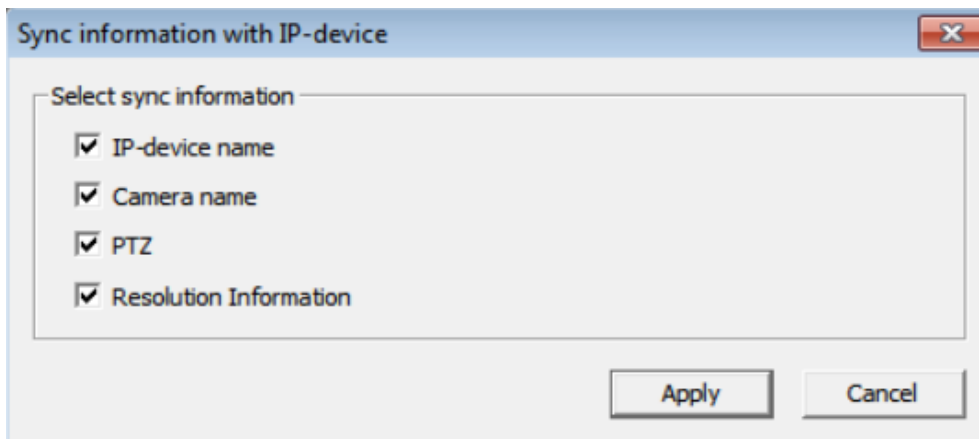 Sync information with IP-device
Select sync information
IP-device name
Camera name
PTZ
Resolution Information
Apply Cancel